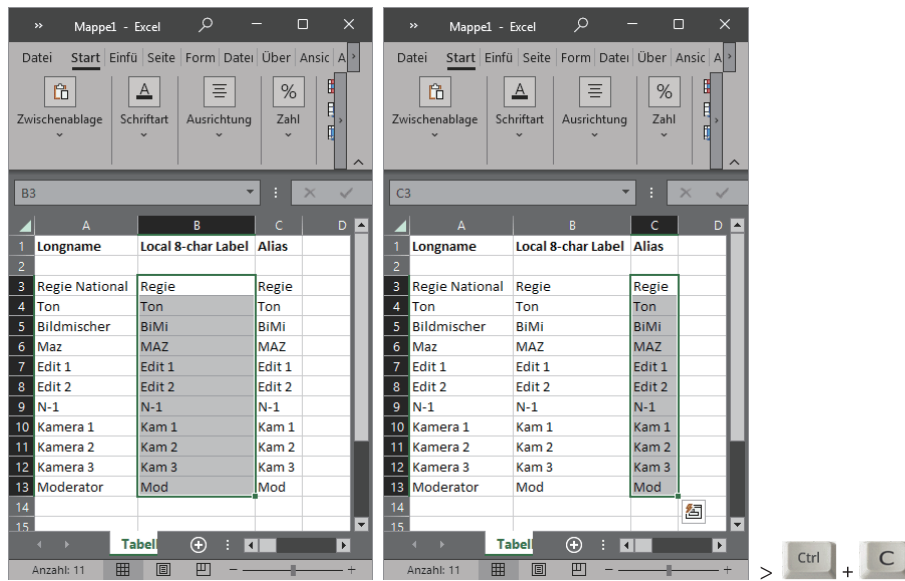 » Mappe1 - Excel
Datei Start Einfü Seite Form Datei Über Ansic A
Zwischenablage Schriftart Ausrichtung Zahl
B3
A B C D
1 Longname Local 8-char Label Alias
2
3 Regie National Regie Regie
4 Ton Ton Ton
5 Bildmischer BiMi BiMi
6 Maz MAZ MAZ
7 Edit 1 Edit 1 Edit 1
8 Edit 2 Edit 2 Edit 2
9 N-1 N-1 N-1
10 Kamera 1 Kam 1 Kam 1
11 Kamera 2 Kam 2 Kam 2
12 Kamera 3 Kam 3 Kam 3
13 Moderator Mod Mod
14
15
Tabell
Anzahl: 11
» Mappe1 - Excel
Datei Start Einfü Seite Form Datei Über Ansic A
Zwischenablage Schriftart Ausrichtung Zahl
C3
A B C D
1 Longname Local 8-char Label Alias
2
3 Regie National Regie Regie
4 Ton Ton Ton
5 Bildmischer BiMi BiMi
6 Maz MAZ MAZ
7 Edit 1 Edit 1 Edit 1
8 Edit 2 Edit 2 Edit 2
9 N-1 N-1 N-1
10 Kamera 1 Kam 1 Kam 1
11 Kamera 2 Kam 2 Kam 2
12 Kamera 3 Kam 3 Kam 3
13 Moderator Mod Mod
14
15
Tabell
Anzahl: 11
> Ctrl + C